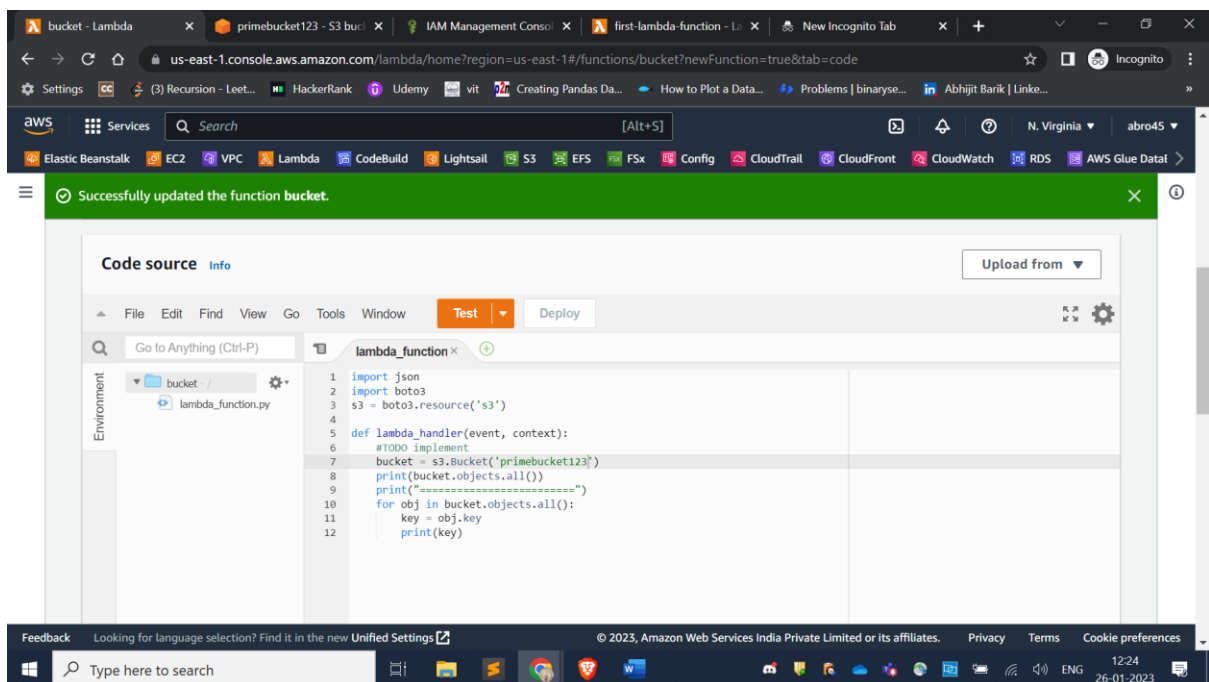 bucket - Lambda
primebucket123 - S3 buc
IAM Management Consol
first-lambda-function - La
New Incognito Tab
us-east-1.console.aws.amazon.com/lambda/home?region=us-east-1#/functions/bucket?newFunction=true&tab=code
Incognito
Settings CC (3) Recursion - Leet... HackerRank Udemy vit Creating Pandas Da... How to Plot a Data... Problems | binaryse... Abhijit Barik | Linke... »
aws Services Search [Alt+S] N. Virginia abro45
Elastic Beanstalk EC2 VPC Lambda CodeBuild Lightsail S3 EFS FSx Config CloudTrail CloudFront CloudWatch RDS AWS Glue Data
Successfully updated the function bucket.
Code source Info Upload from
File Edit Find View Go Tools Window Test Deploy
Go to Anything (Ctrl-P) lambda_function
Environment
bucket - /
lambda_function.py
1 import json
2 import boto3
3 s3 = boto3.resource('s3')
4
5 def lambda_handler(event, context):
6 #TODO implement
7 bucket = s3.Bucket('primebucket123')
8 print(bucket.objects.all())
9 print("=========================")
10 for obj in bucket.objects.all():
11 key = obj.key
12 print(key)
Feedback Looking for language selection? Find it in the new Unified Settings © 2023, Amazon Web Services India Private Limited or its affiliates. Privacy Terms Cookie preferences
Type here to search ENG 12:24
26-01-2023